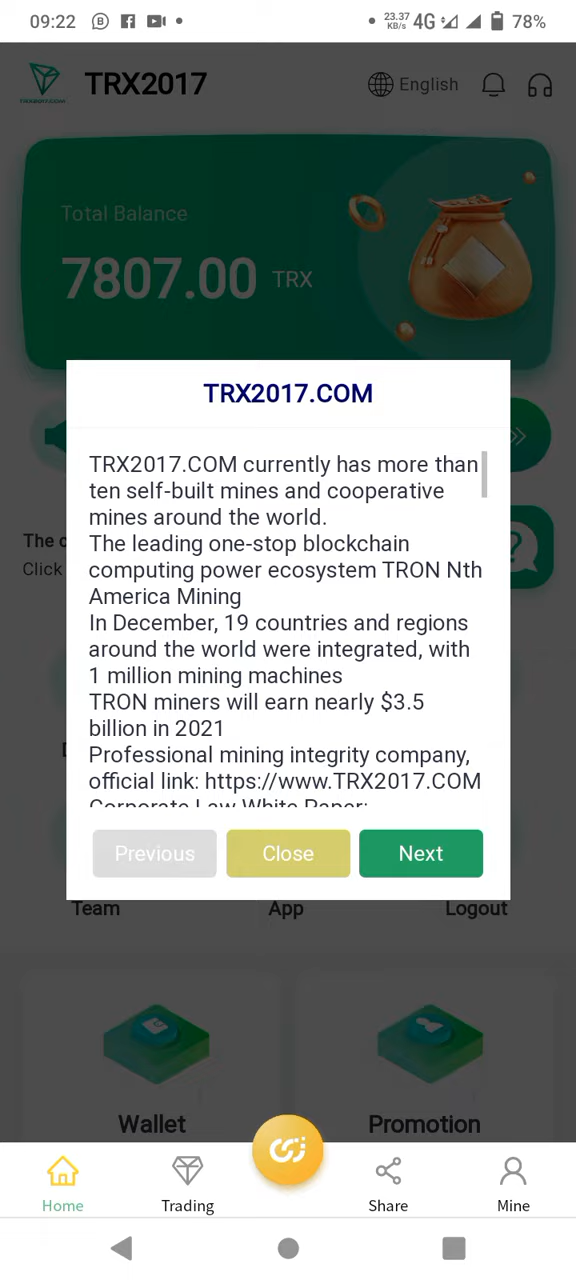 09:22
23.37
KB/s
4G
78%
TRX2017
English
Total Balance
7807.00 TRX
TRX2017.COM
TRX2017.COM currently has more than
ten self-built mines and cooperative
mines around the world.
The leading one-stop blockchain
computing power ecosystem TRON Nth
America Mining
In December, 19 countries and regions
around the world were integrated, with
1 million mining machines
TRON miners will earn nearly $3.5
billion in 2021
Professional mining integrity company,
official link: https://www.TRX2017.COM
Corporate Law White Paper:
The
Click
Previous
Close
Next
Team
App
Logout
Wallet
Promotion
Home
Trading
Share
Mine